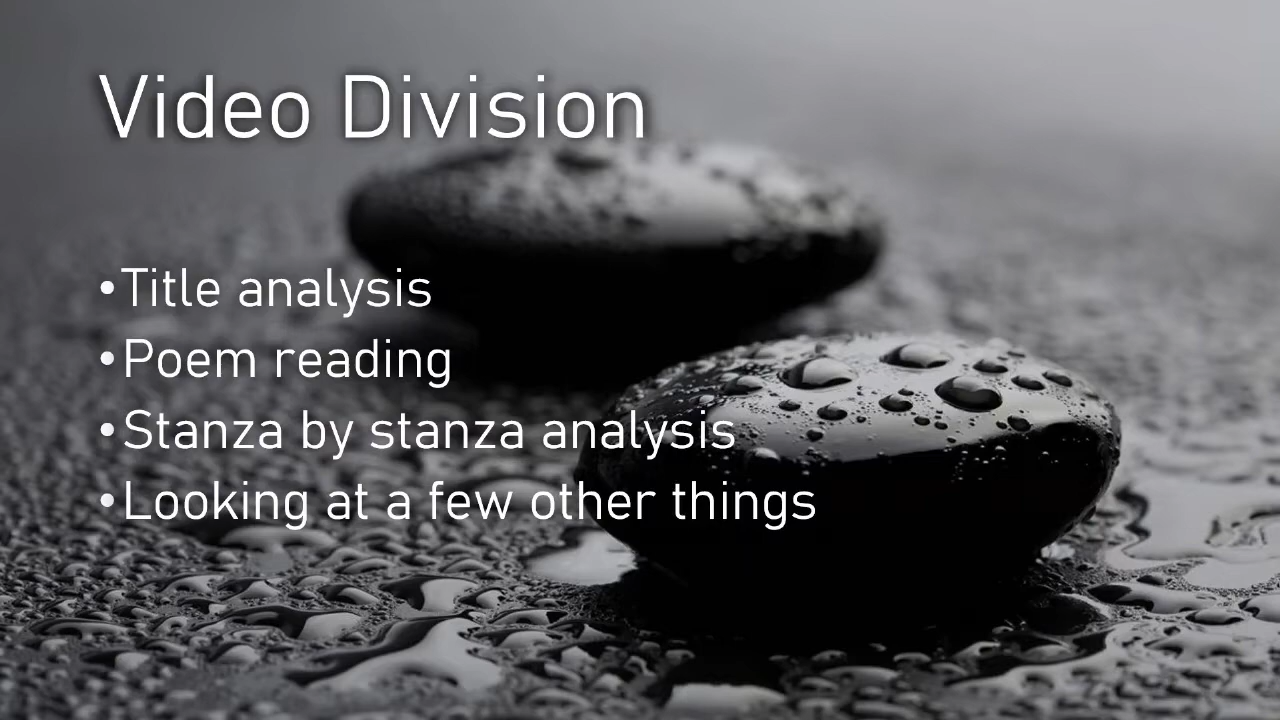 Video Division
•Title analysis
•Poem reading
•Stanza by stanza analysis
•Looking at a few other things